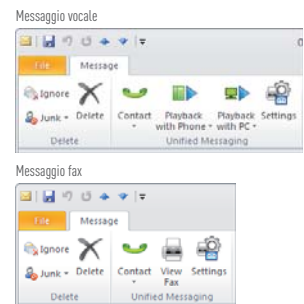 Messaggio vocale
File Message
Ignore
Junk Delete Contact Playback with Phone Playback with PC Settings
Delete Unified Messaging
Messaggio fax
File Message
Ignore
Junk Delete Contact View Fax Settings
Delete Unified Messaging